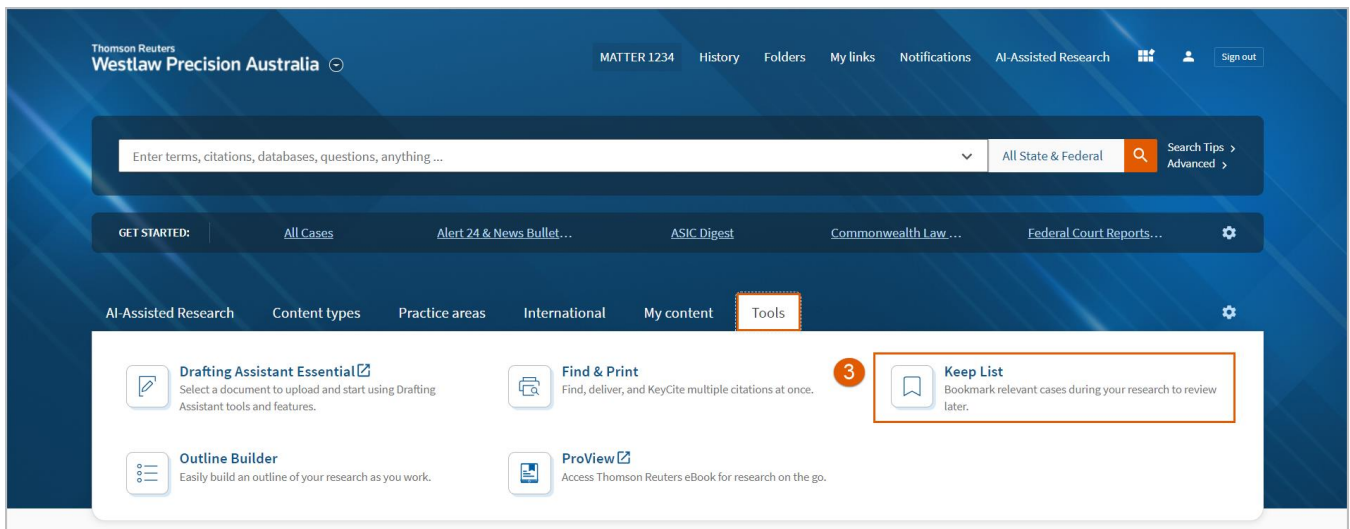 Thomson Reuters
Westlaw Precision Australia
MATTER 1234 History Folders My links Notifications AI-Assisted Research Sign out
Enter terms, citations, databases, questions, anything ...
All State & Federal
Search Tips >
Advanced >
GET STARTED: All Cases Alert 24 & News Bullet... ASIC Digest Commonwealth Law ... Federal Court Reports...
AI-Assisted Research Content types Practice areas International My content Tools
Drafting Assistant Essential
Select a document to upload and start using Drafting
Assistant tools and features.
Find & Print
Find, deliver, and KeyCite multiple citations at once.
3
Keep List
Bookmark relevant cases during your research to review
later.
Outline Builder
Easily build an outline of your research as you work.
ProView
Access Thomson Reuters eBook for research on the go.